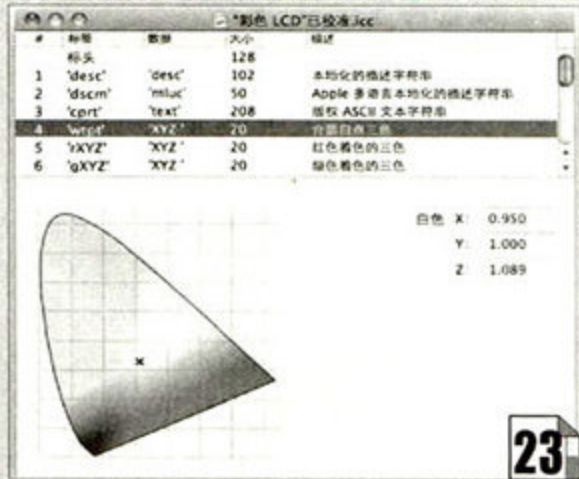 "彩色 LCD"已校准.icc
# 标签 数据 大小 描述
标头 128
1 'desc' 'desc' 102 本地化的描述字符串
2 'dscm' 'mluc' 50 Apple 多语言本地化的描述字符串
3 'cprt' 'text' 208 版权 ASCII 文本字符串
4 'wtpt' 'XYZ ' 20 介质白点三色
5 'rXYZ' 'XYZ ' 20 红色着色的三色
6 'gXYZ' 'XYZ ' 20 绿色着色的三色
白色 X: 0.950
Y: 1.000
Z: 1.089
23